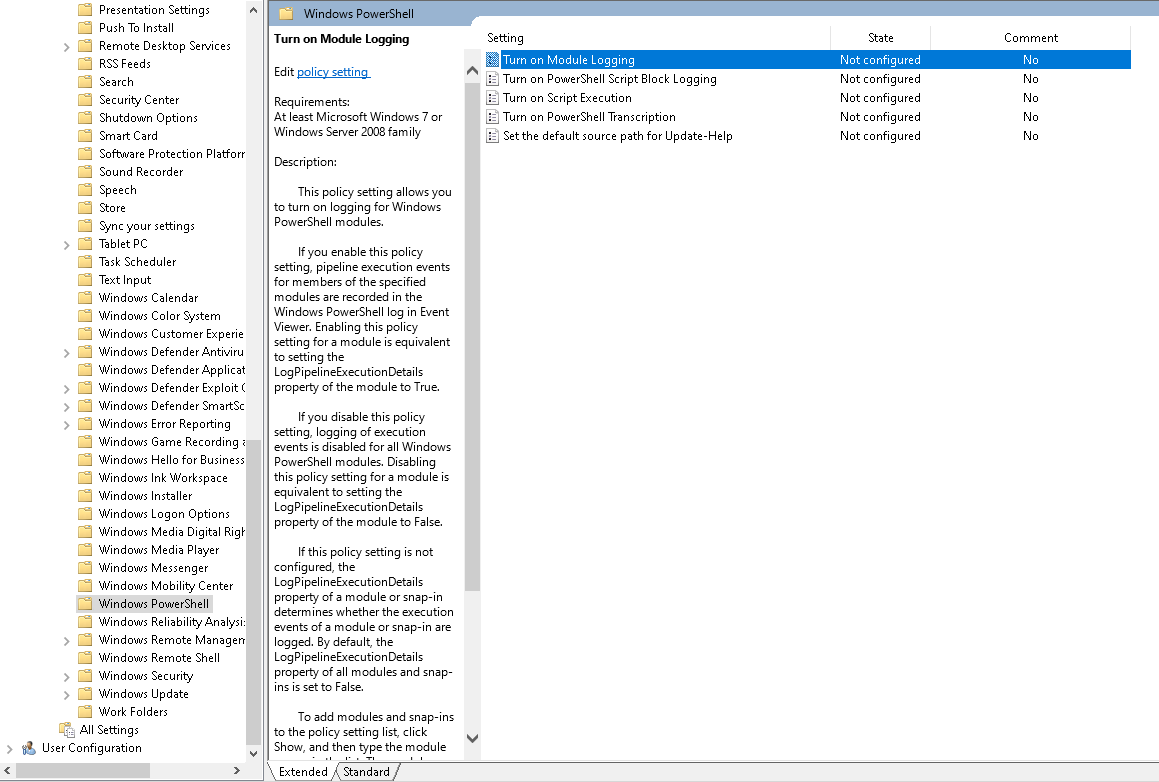 Presentation Settings
Push To Install
Remote Desktop Services
RSS Feeds
Search
Security Center
Shutdown Options
Smart Card
Software Protection Platforr
Sound Recorder
Speech
Store
Sync your settings
Tablet PC
Task Scheduler
Text Input
Windows Calendar
Windows Color System
Windows Customer Experie
Windows Defender Antiviru
Windows Defender Applicat
Windows Defender Exploit
Windows Defender SmartSc
Windows Error Reporting
Windows Game Recording
Windows Hello for Business
Windows Ink Workspace
Windows Installer
Windows Logon Options
Windows Media Digital Righ
Windows Media Player
Windows Messenger
Windows Mobility Center
Windows PowerShell
Windows Reliability Analysi
Windows Remote Managem
Windows Remote Shell
Windows Security
Windows Update
Work Folders
All Settings
User Configuration
Windows PowerShell
Turn on Module Logging
Edit policy setting
Requirements:
At least Microsoft Windows 7 or
Windows Server 2008 family
Description:
This policy setting allows you
to turn on logging for Windows
PowerShell modules.
If you enable this policy
setting, pipeline execution events
for members of the specified
modules are recorded in the
Windows PowerShell log in Event
Viewer. Enabling this policy
setting for a module is equivalent
to setting the
LogPipelineExecutionDetails
property of the module to True.
If you disable this policy
setting, logging of execution
events is disabled for all Windows
PowerShell modules. Disabling
this policy setting for a module is
equivalent to setting the
LogPipelineExecutionDetails
property of the module to False.
If this policy setting is not
configured, the
LogPipelineExecutionDetails
property of a module or snap-in
determines whether the execution
events of a module or snap-in are
logged. By default, the
LogPipelineExecutionDetails
property of all modules and snap-
ins is set to False.
To add modules and snap-ins
to the policy setting list, click
Show, and then type the module
Setting State Comment
Turn on Module Logging Not configured No
Turn on PowerShell Script Block Logging Not configured No
Turn on Script Execution Not configured No
Turn on PowerShell Transcription Not configured No
Set the default source path for Update-Help Not configured No
Extended Standard